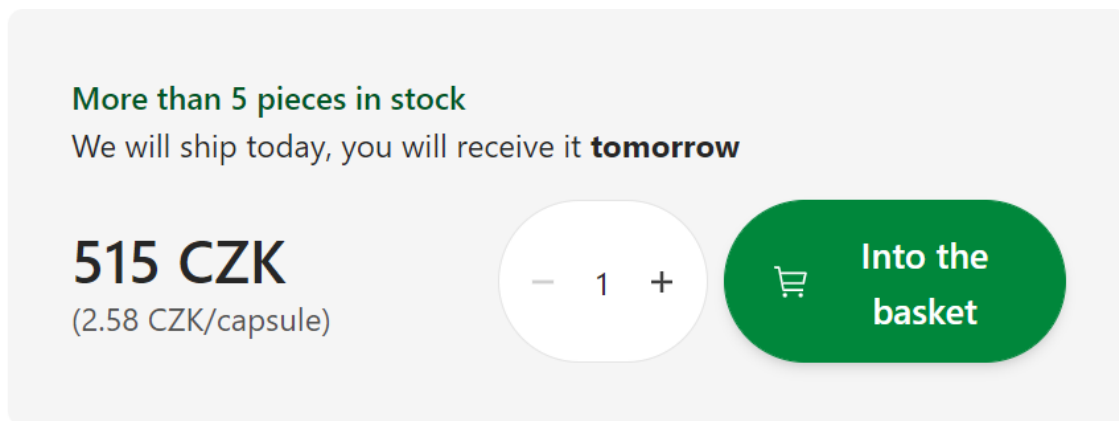 More than 5 pieces in stock
We will ship today, you will receive it tomorrow
515 CZK
(2.58 CZK/capsule)
1
Into the
basket